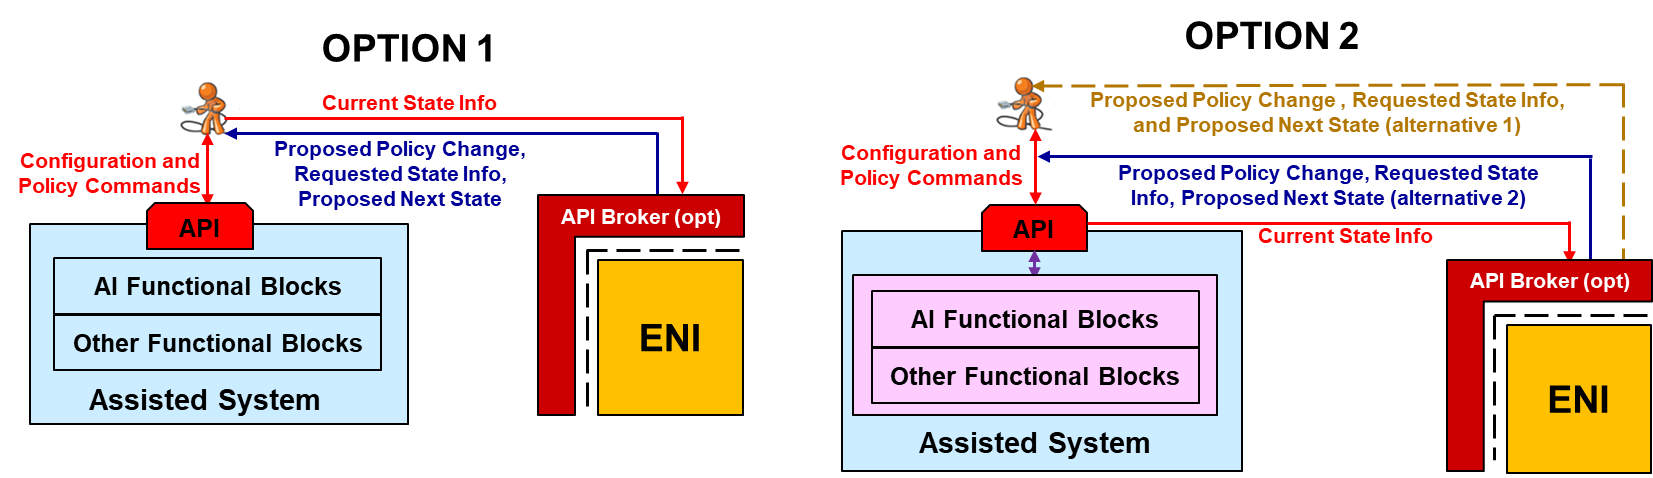 OPTION 1
Current State Info
Configuration and
Policy Commands
Proposed Policy Change,
Requested State Info,
Proposed Next State
API
API Broker (opt)
AI Functional Blocks
Other Functional Blocks
Assisted System
ENI
OPTION 2
Proposed Policy Change , Requested State Info,
and Proposed Next State (alternative 1)
Configuration and
Policy Commands
Proposed Policy Change, Requested State
Info, Proposed Next State (alternative 2)
API
Current State Info
API Broker (opt)
AI Functional Blocks
Other Functional Blocks
Assisted System
ENI